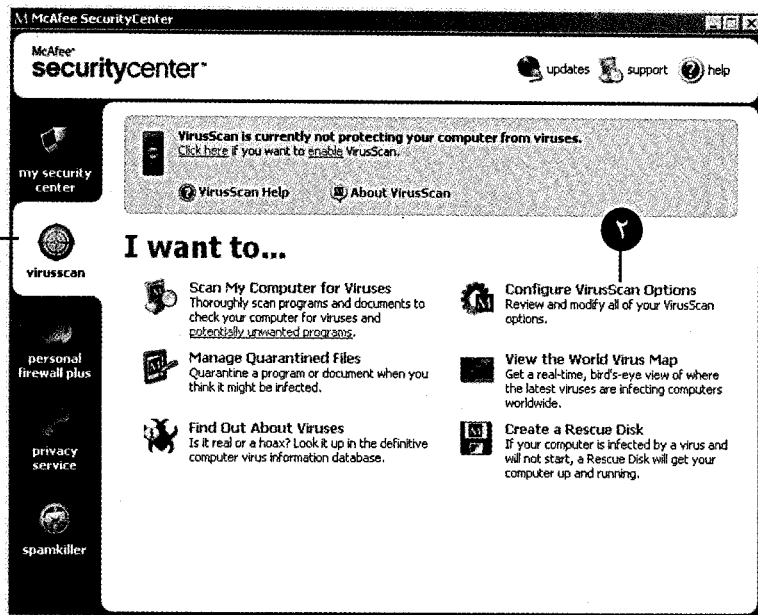 McAfee SecurityCenter
McAfee®
securitycenter™
updates
support
help
my security
center
virusscan
personal
firewall plus
privacy
service
spamkiller
VirusScan is currently not protecting your computer from viruses.
Click here if you want to enable VirusScan.
VirusScan Help
About VirusScan
I want to...
٢
Scan My Computer for Viruses
Thoroughly scan programs and documents to
check your computer for viruses and
potentially unwanted programs.
Configure VirusScan Options
Review and modify all of your VirusScan
options.
Manage Quarantined Files
Quarantine a program or document when you
think it might be infected.
View the World Virus Map
Get a real-time, bird's-eye view of where
the latest viruses are infecting computers
worldwide.
Find Out About Viruses
Is it real or a hoax? Look it up in the definitive
computer virus information database.
Create a Rescue Disk
If your computer is infected by a virus and
will not start, a Rescue Disk will get your
computer up and running.